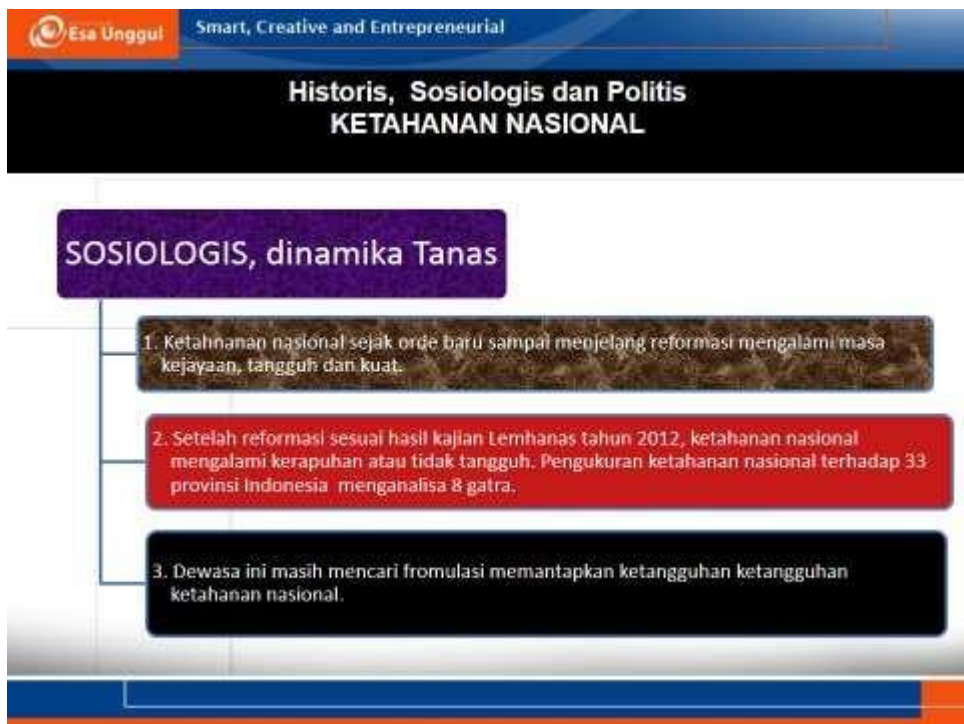 Esa Unggul
Smart, Creative and Entrepreneurial
Historis, Sosiologis dan Politis
KETAHANAN NASIONAL
SOSIOLOGIS, dinamika Tanas
1. Ketahnanan nasional sejak orde baru sampai menjelang reformasi mengalami masa
kejayaan, tangguh dan kuat.
2. Setelah reformasi sesuai hasil kajian Lemhanas tahun 2012, ketahanan nasional
mengalami kerapuhan atau tidak tangguh. Pengukuran ketahanan nasional terhadap 33
provinsi Indonesia menganalisa 8 gatra.
3. Dewasa ini masih mencari fromulasi memantapkan ketangguhan ketangguhan
ketahanan nasional.